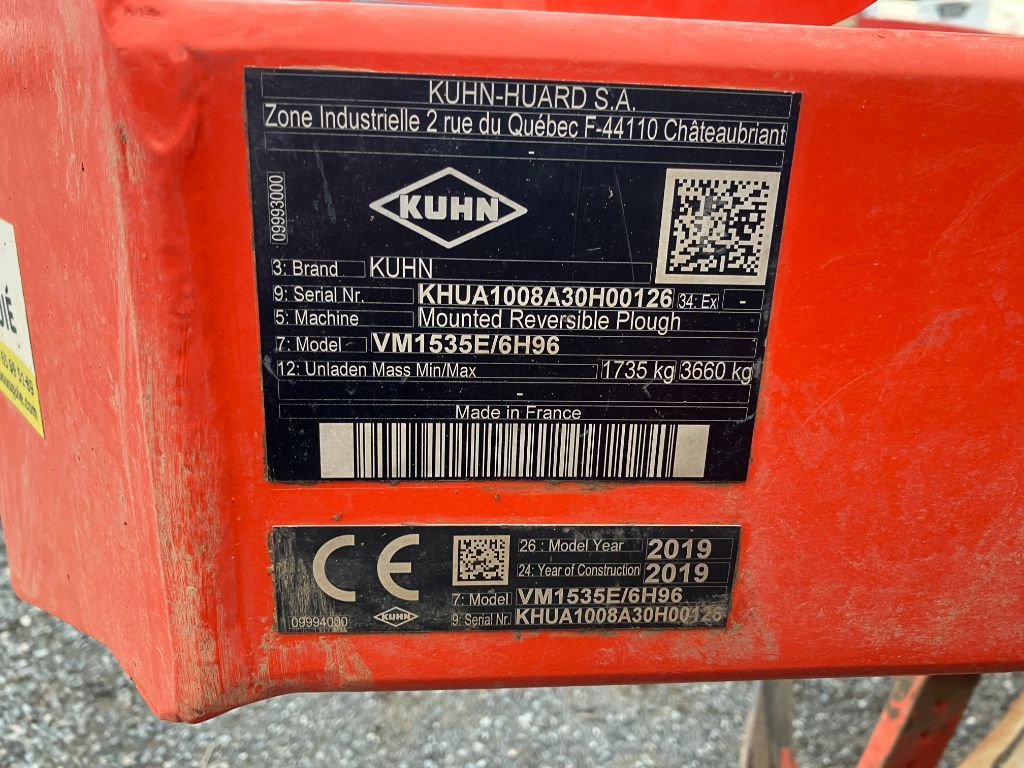 KUHN-HUARD S.A.
Zone Industrielle 2 rue du Québec F-44110 Châteaubriant
09993000
KUHN
3: Brand KUHN
9: Serial Nr. KHUA1008A30H00126 34: Ex -
5: Machine Mounted Reversible Plough
7: Model VM1535E/6H96
12: Unladen Mass Min/Max 1735 kg 3660 kg
-
Made in France
CE
26 : Model Year 2019
24: Year of Construction 2019
7: Model VM1535E/6H96
9: Serial Nr. KHUA1008A30H00126
09994000
KUHN